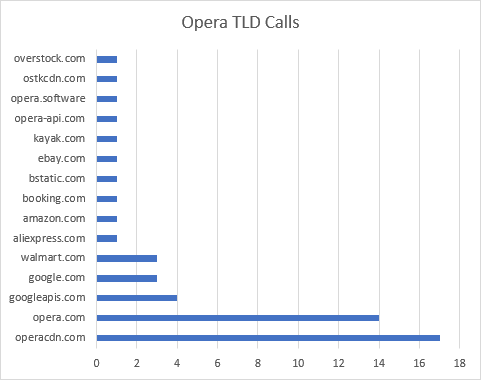 Opera TLD Calls
overstock.com
ostkcdn.com
opera.software
opera-api.com
kayak.com
ebay.com
bstatic.com
booking.com
amazon.com
aliexpress.com
walmart.com
google.com
googleapis.com
opera.com
operacdn.com
0 2 4 6 8 10 12 14 16 18